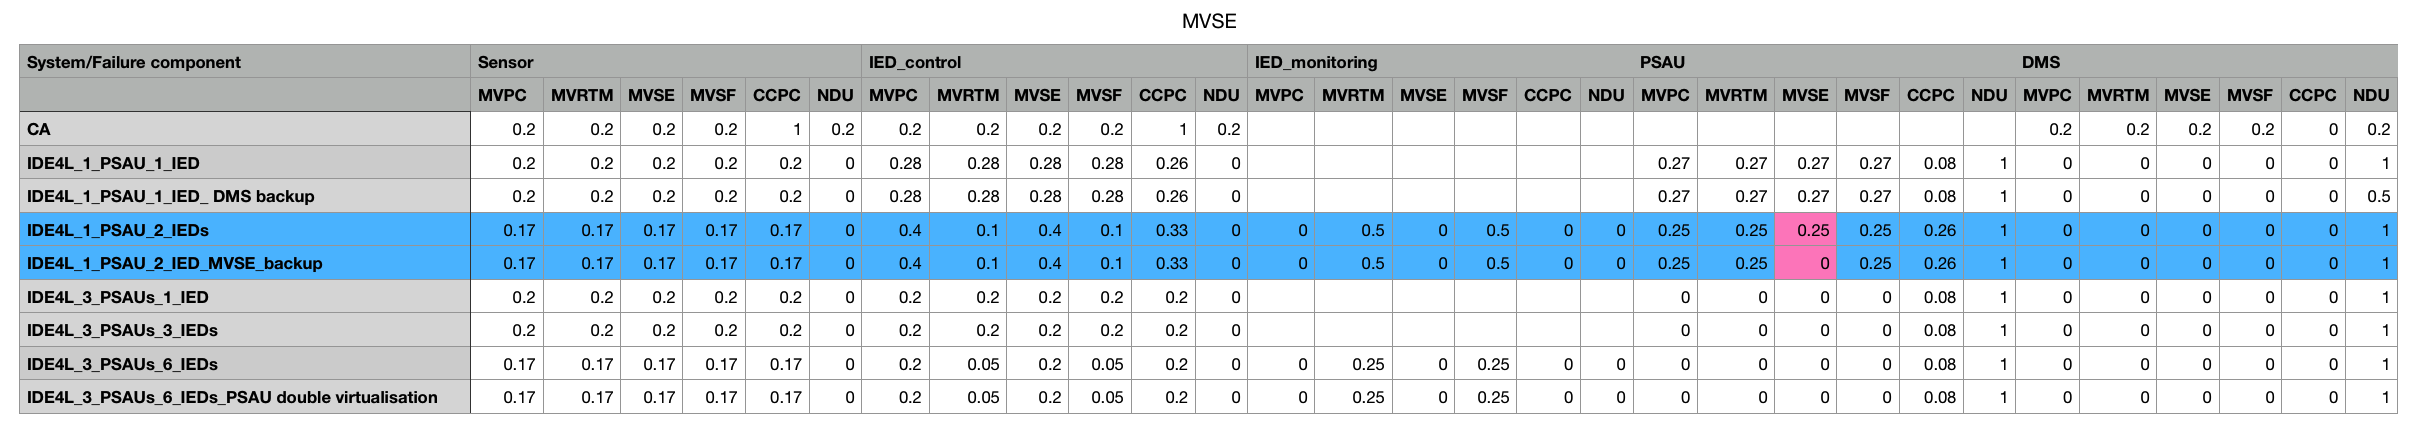 MVSE
System/Failure component Sensor IED_control IED_monitoring PSAU DMS
MVPC MVRTM MVSE MVSF CCPC NDU MVPC MVRTM MVSE MVSF CCPC NDU MVPC MVRTM MVSE MVSF CCPC NDU MVPC MVRTM MVSE MVSF CCPC NDU MVPC MVRTM MVSE MVSF CCPC NDU
CA 0.2 0.2 0.2 0.2 1 0.2 0.2 0.2 0.2 0.2 1 0.2 0.2 0.2 0.2 0.2 0 0.2
IDE4L_1_PSAU_1_IED 0.2 0.2 0.2 0.2 0.2 0 0.28 0.28 0.28 0.28 0.26 0 0.27 0.27 0.27 0.27 0.08 1 0 0 0 0 0 1
IDE4L_1_PSAU_1_IED_ DMS backup 0.2 0.2 0.2 0.2 0.2 0 0.28 0.28 0.28 0.28 0.26 0 0.27 0.27 0.27 0.27 0.08 1 0 0 0 0 0 0.5
IDE4L_1_PSAU_2_IEDs 0.17 0.17 0.17 0.17 0.17 0 0.4 0.1 0.4 0.1 0.33 0 0 0.5 0 0.5 0 0 0.25 0.25 0.25 0.25 0.26 1 0 0 0 0 0 1
IDE4L_1_PSAU_2_IED_MVSE_backup 0.17 0.17 0.17 0.17 0.17 0 0.4 0.1 0.4 0.1 0.33 0 0 0.5 0 0.5 0 0 0.25 0.25 0 0.25 0.26 1 0 0 0 0 0 1
IDE4L_3_PSAUs_1_IED 0.2 0.2 0.2 0.2 0.2 0 0.2 0.2 0.2 0.2 0.2 0 0 0 0 0 0.08 1 0 0 0 0 0 1
IDE4L_3_PSAUs_3_IEDs 0.2 0.2 0.2 0.2 0.2 0 0.2 0.2 0.2 0.2 0.2 0 0 0 0 0 0.08 1 0 0 0 0 0 1
IDE4L_3_PSAUs_6_IEDs 0.17 0.17 0.17 0.17 0.17 0 0.2 0.05 0.2 0.05 0.2 0 0 0.25 0 0.25 0 0 0 0 0 0 0.08 1 0 0 0 0 0 1
IDE4L_3_PSAUs_6_IEDs_PSAU double virtualisation 0.17 0.17 0.17 0.17 0.17 0 0.2 0.05 0.2 0.05 0.2 0 0 0.25 0 0.25 0 0 0 0 0 0 0.08 1 0 0 0 0 0 1